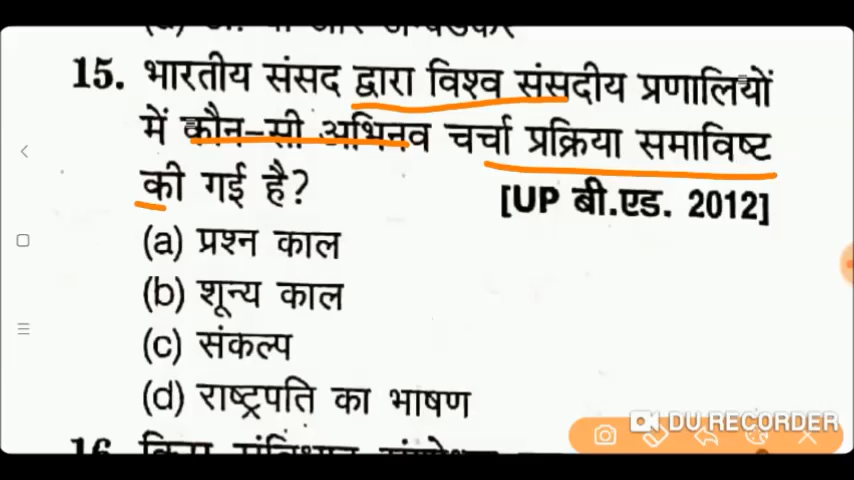 15. भारतीय संसद द्वारा विश्व संसदीय प्रणालियों
में कौन-सी अभिनव चर्चा प्रक्रिया समाविष्ट
की गई है?
[UP बी.एड. 2012]
(a) प्रश्न काल
(b) शून्य काल
(c) संकल्प
(d) राष्ट्रपति का भाषण
DU RECORDER